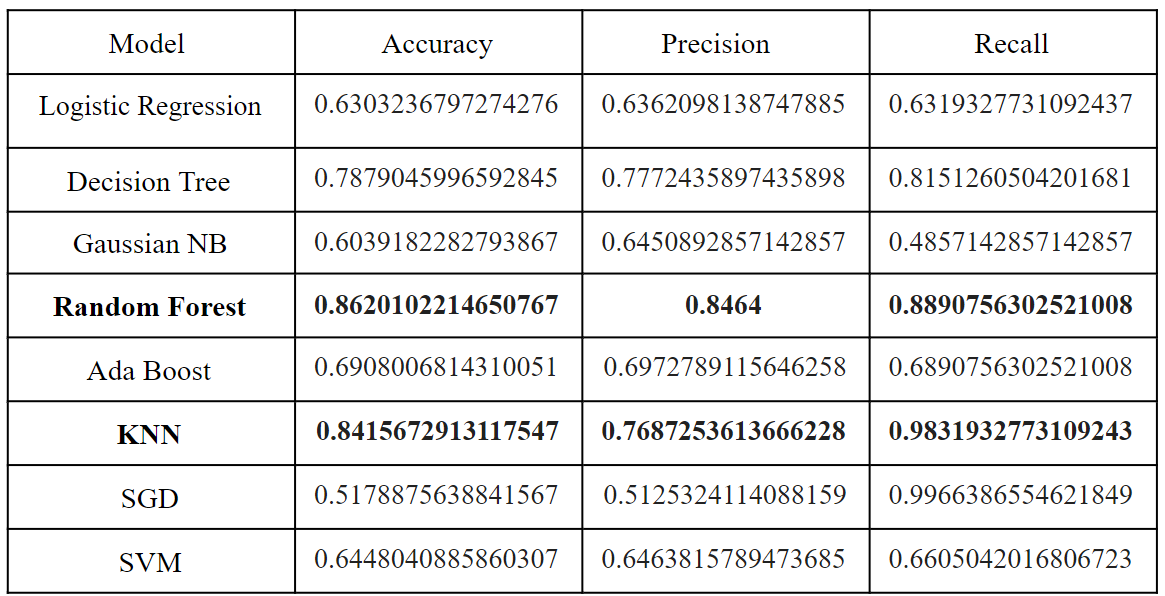 Model Accuracy Precision Recall
Logistic Regression 0.6303236797274276 0.6362098138747885 0.6319327731092437
Decision Tree 0.7879045996592845 0.7772435897435898 0.8151260504201681
Gaussian NB 0.6039182282793867 0.6450892857142857 0.4857142857142857
Random Forest 0.8620102214650767 0.8464 0.8890756302521008
Ada Boost 0.6908006814310051 0.6972789115646258 0.6890756302521008
KNN 0.8415672913117547 0.7687253613666228 0.9831932773109243
SGD 0.5178875638841567 0.5125324114088159 0.9966386554621849
SVM 0.6448040885860307 0.6463815789473685 0.6605042016806723